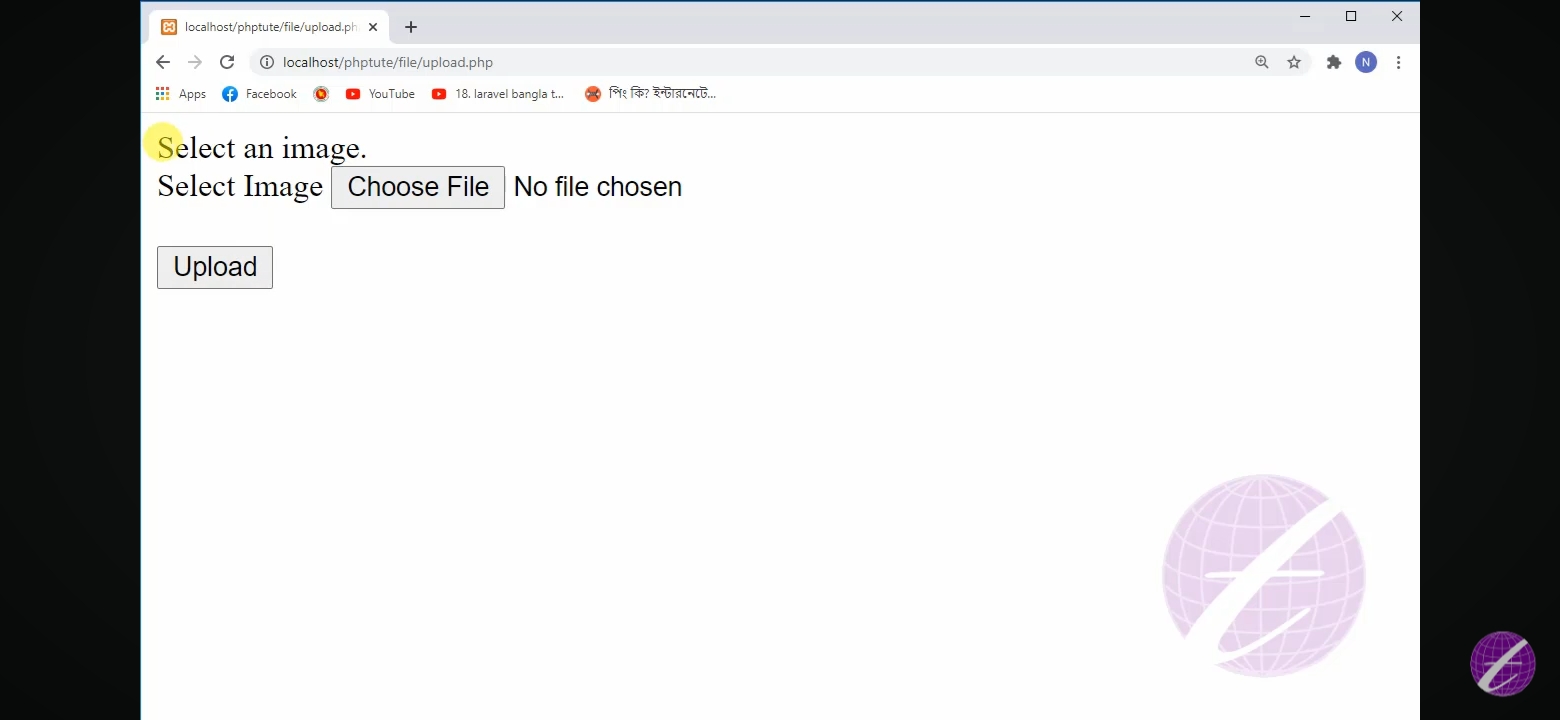 localhost/phptute/file/upload.ph
localhost/phptute/file/upload.php
N
Apps
Facebook
YouTube
18. laravel bangla t...
পিং কি? ইন্টারনেটে...
Select an image.
Select Image Choose File No file chosen
Upload